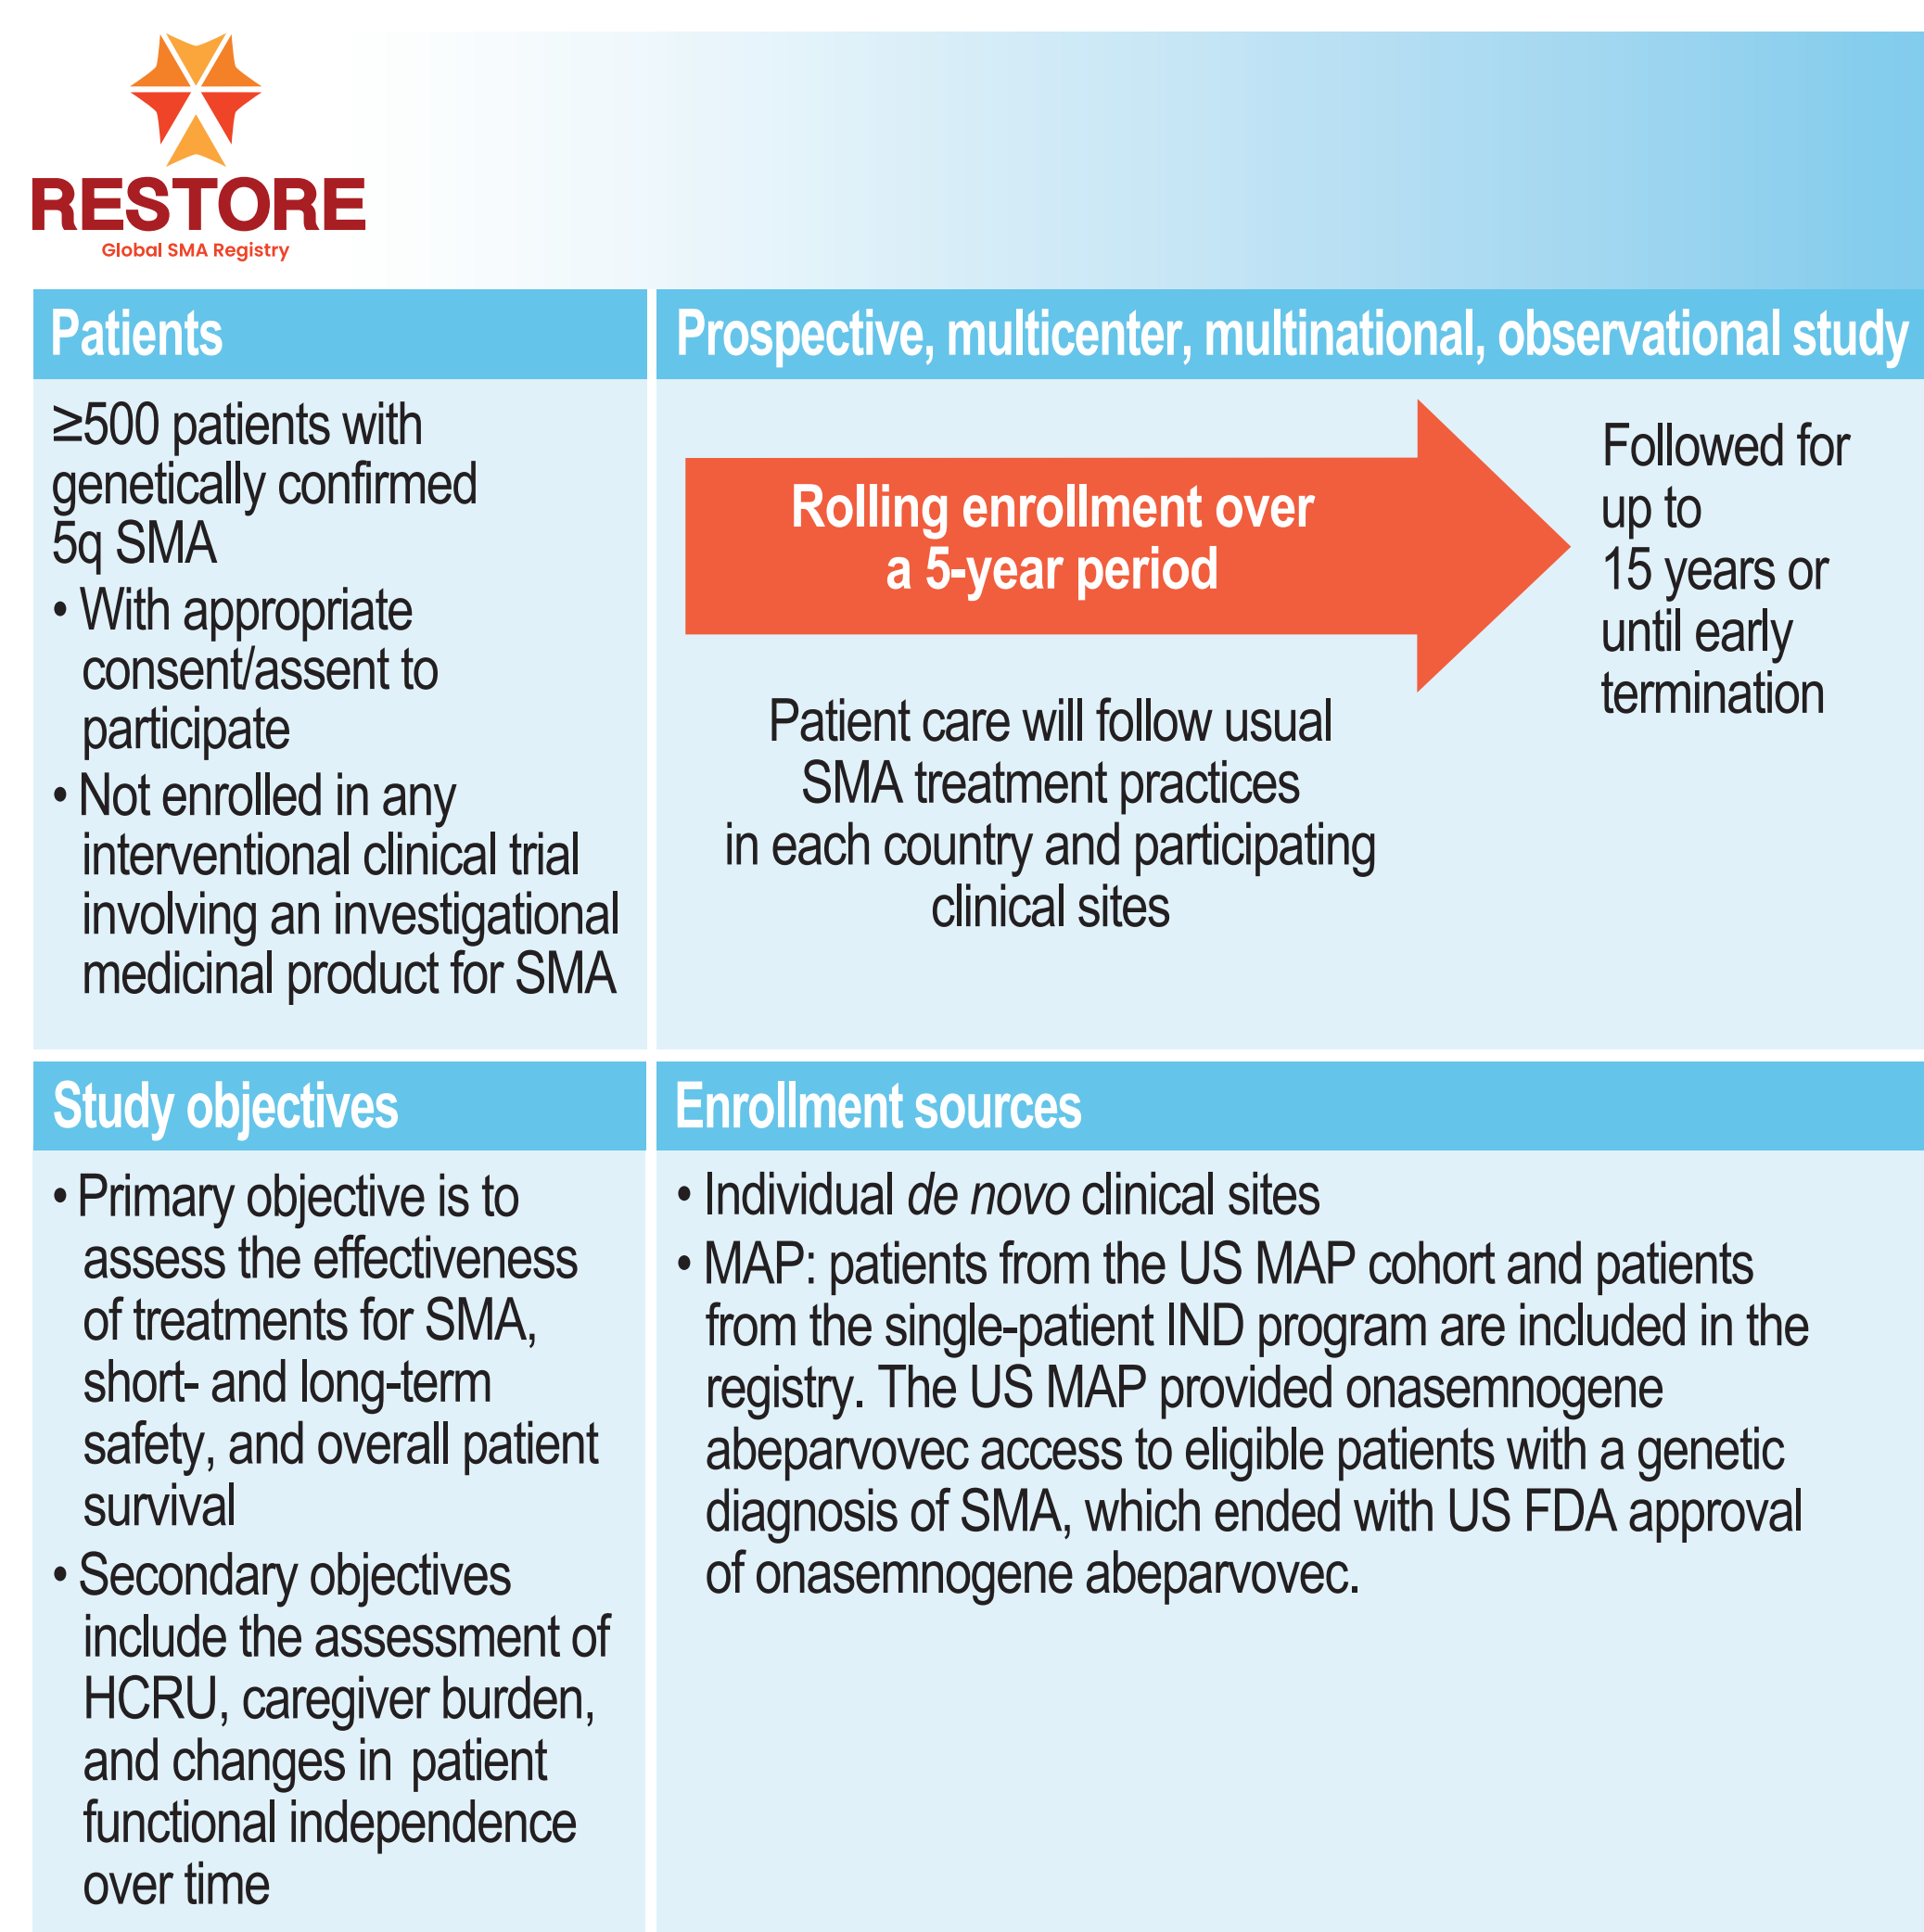 RESTORE
Global SMA Registry
Patients
≥500 patients with
genetically confirmed
5q SMA
• With appropriate
consent/assent to
participate
• Not enrolled in any
interventional clinical trial
involving an investigational
medicinal product for SMA
Prospective, multicenter, multinational, observational study
Rolling enrollment over
a 5-year period
Patient care will follow usual
SMA treatment practices
in each country and participating
clinical sites
Followed for
up to
15 years or
until early
termination
Study objectives
• Primary objective is to
assess the effectiveness
of treatments for SMA,
short- and long-term
safety, and overall patient
survival
• Secondary objectives
include the assessment of
HCRU, caregiver burden,
and changes in patient
functional independence
over time
Enrollment sources
• Individual de novo clinical sites
• MAP: patients from the US MAP cohort and patients
from the single-patient IND program are included in the
registry. The US MAP provided onasemnogene
abeparvovec access to eligible patients with a genetic
diagnosis of SMA, which ended with US FDA approval
of onasemnogene abeparvovec.